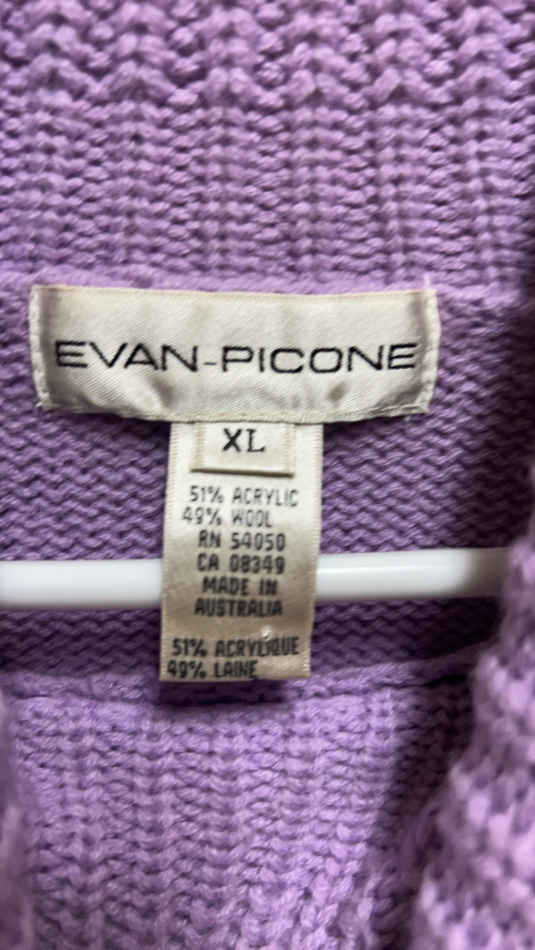 EVAN-PICONE
XL
51% ACRYLIC
49% WOOL
RN 54050
CA 08349
MADE IN
AUSTRALIA
51% ACRYLIQUE
49% LAINE